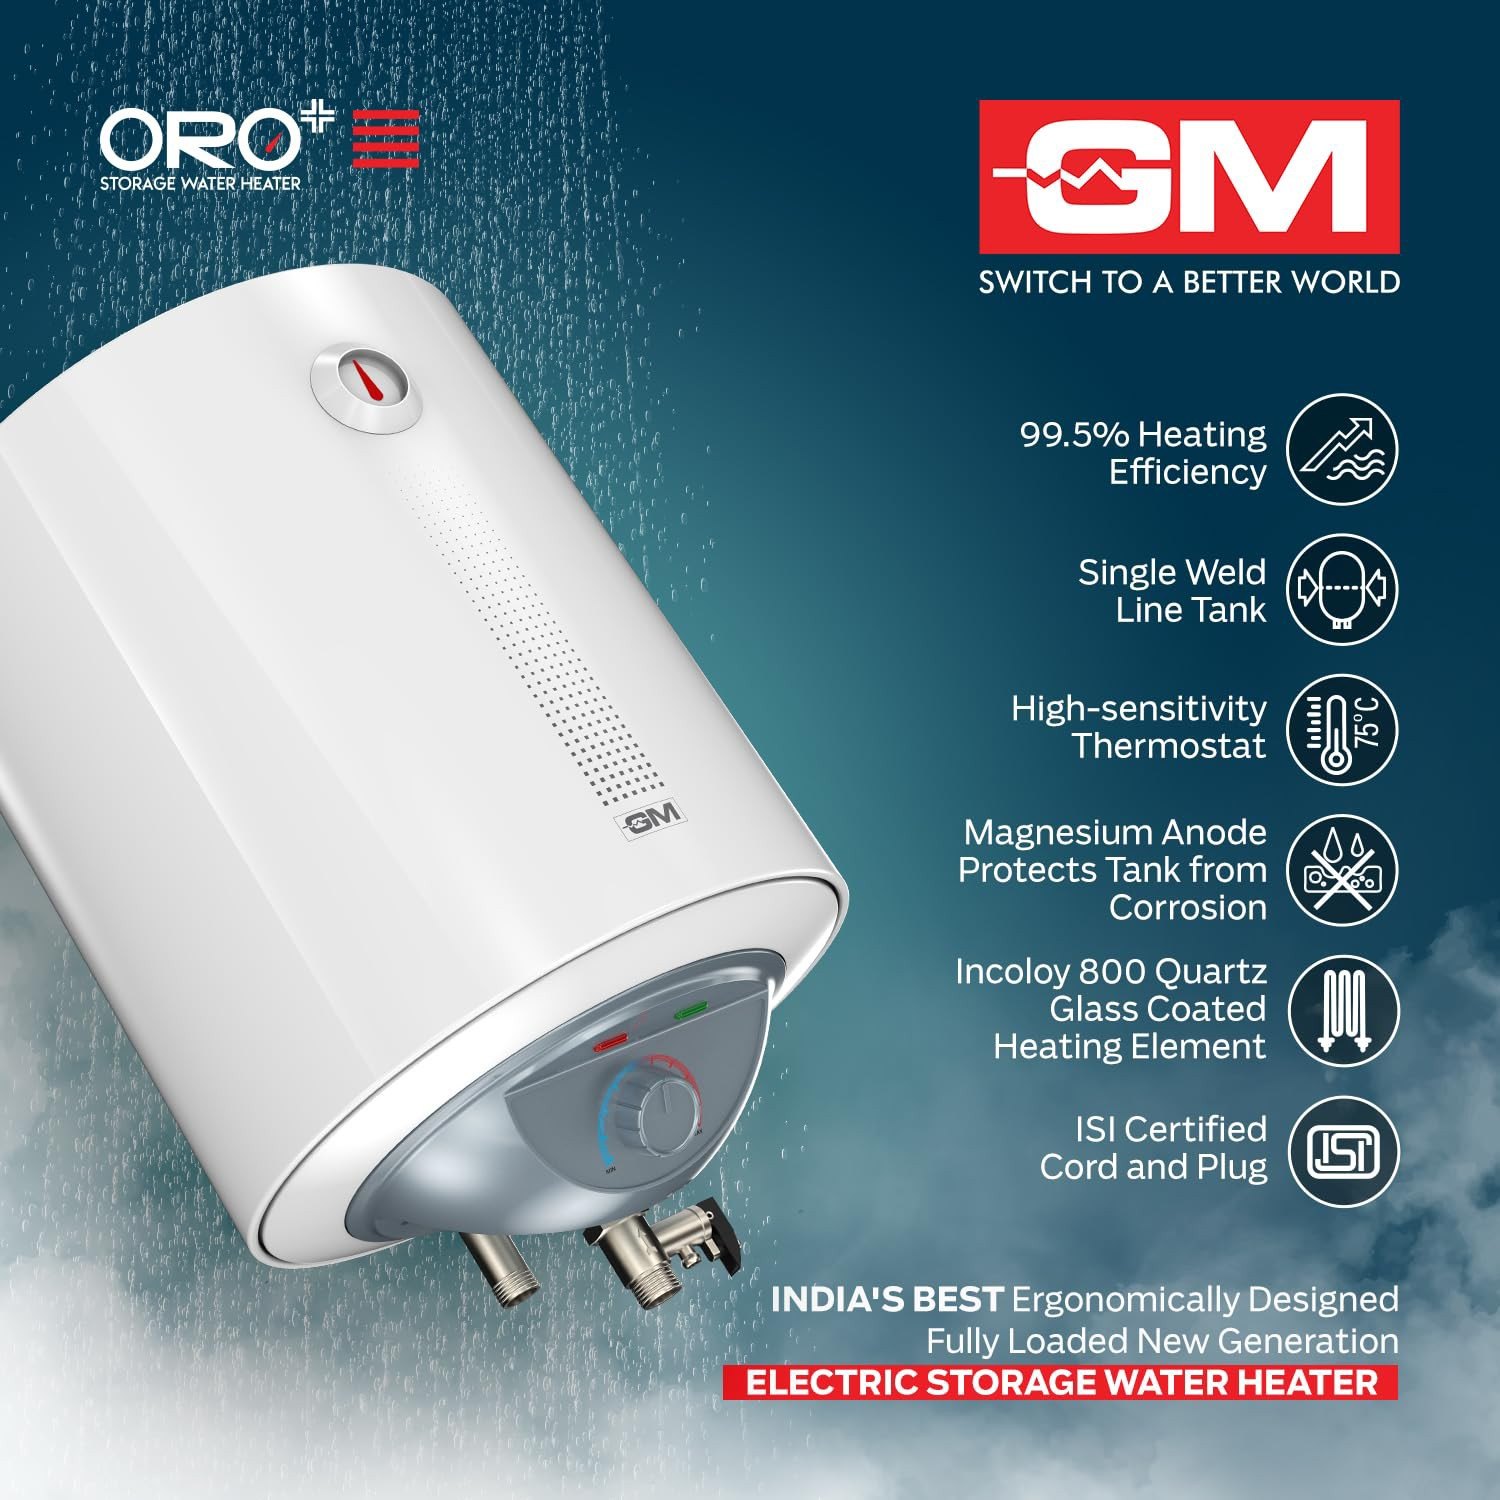 ORO+
STORAGE WATER HEATER
GM
SWITCH TO A BETTER WORLD
99.5% Heating
Efficiency
Single Weld
Line Tank
High-sensitivity
Thermostat
75°C
Magnesium Anode
Protects Tank from
Corrosion
Incoloy 800 Quartz
Glass Coated
Heating Element
ISI Certified
Cord and Plug
ISI
GM
MIN
INDIA'S BEST Ergonomically Designed
Fully Loaded New Generation
ELECTRIC STORAGE WATER HEATER